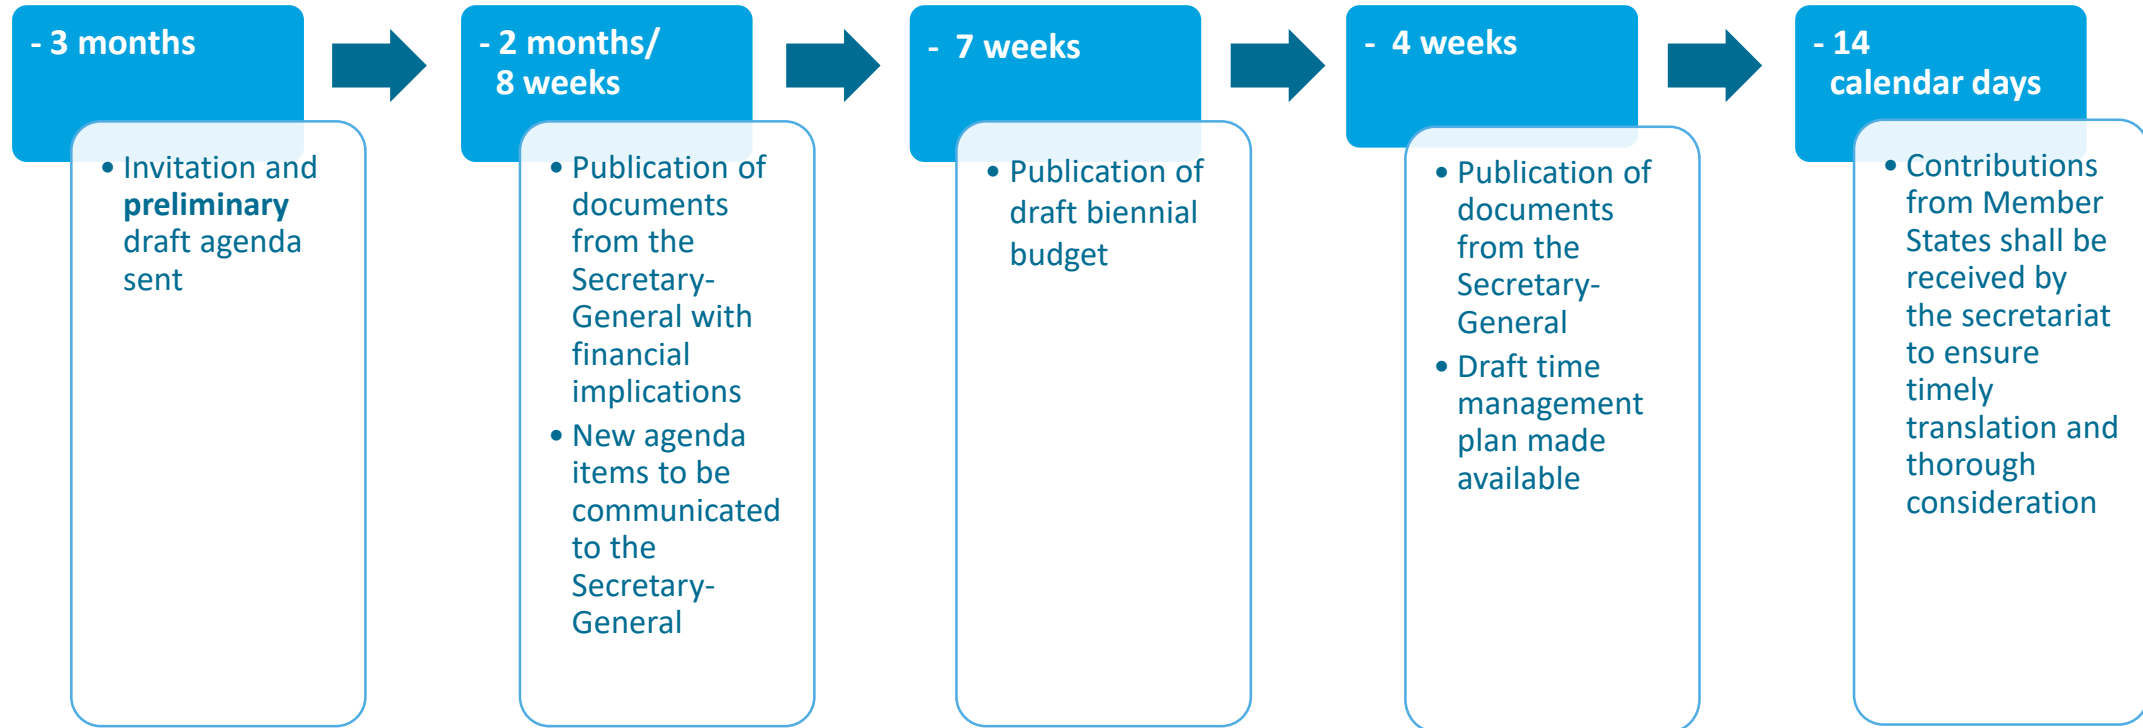 - 3 months
• Invitation and
preliminary
draft agenda
sent
- 2 months/
8 weeks
• Publication of
documents
from the
Secretary-
General with
financial
implications
• New agenda
items to be
communicated
to the
Secretary-
General
- 7 weeks
• Publication of
draft biennial
budget
- 4 weeks
• Publication of
documents
from the
Secretary-
General
• Draft time
management
plan made
available
- 14
calendar days
• Contributions
from Member
States shall be
received by
the secretariat
to ensure
timely
translation and
thorough
consideration